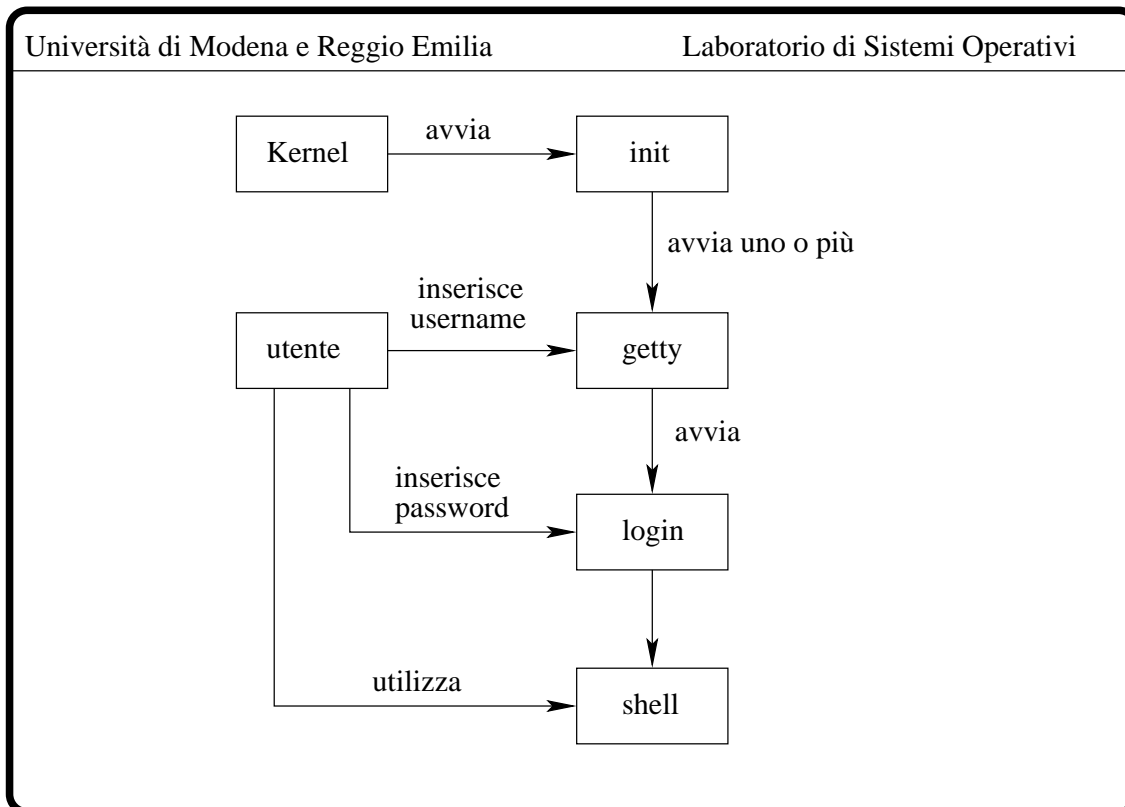 Università di Modena e Reggio Emilia
Laboratorio di Sistemi Operativi
Kernel
avvia
init
avvia uno o più
inserisce
username
utente
getty
avvia
inserisce
password
login
utilizza
shell